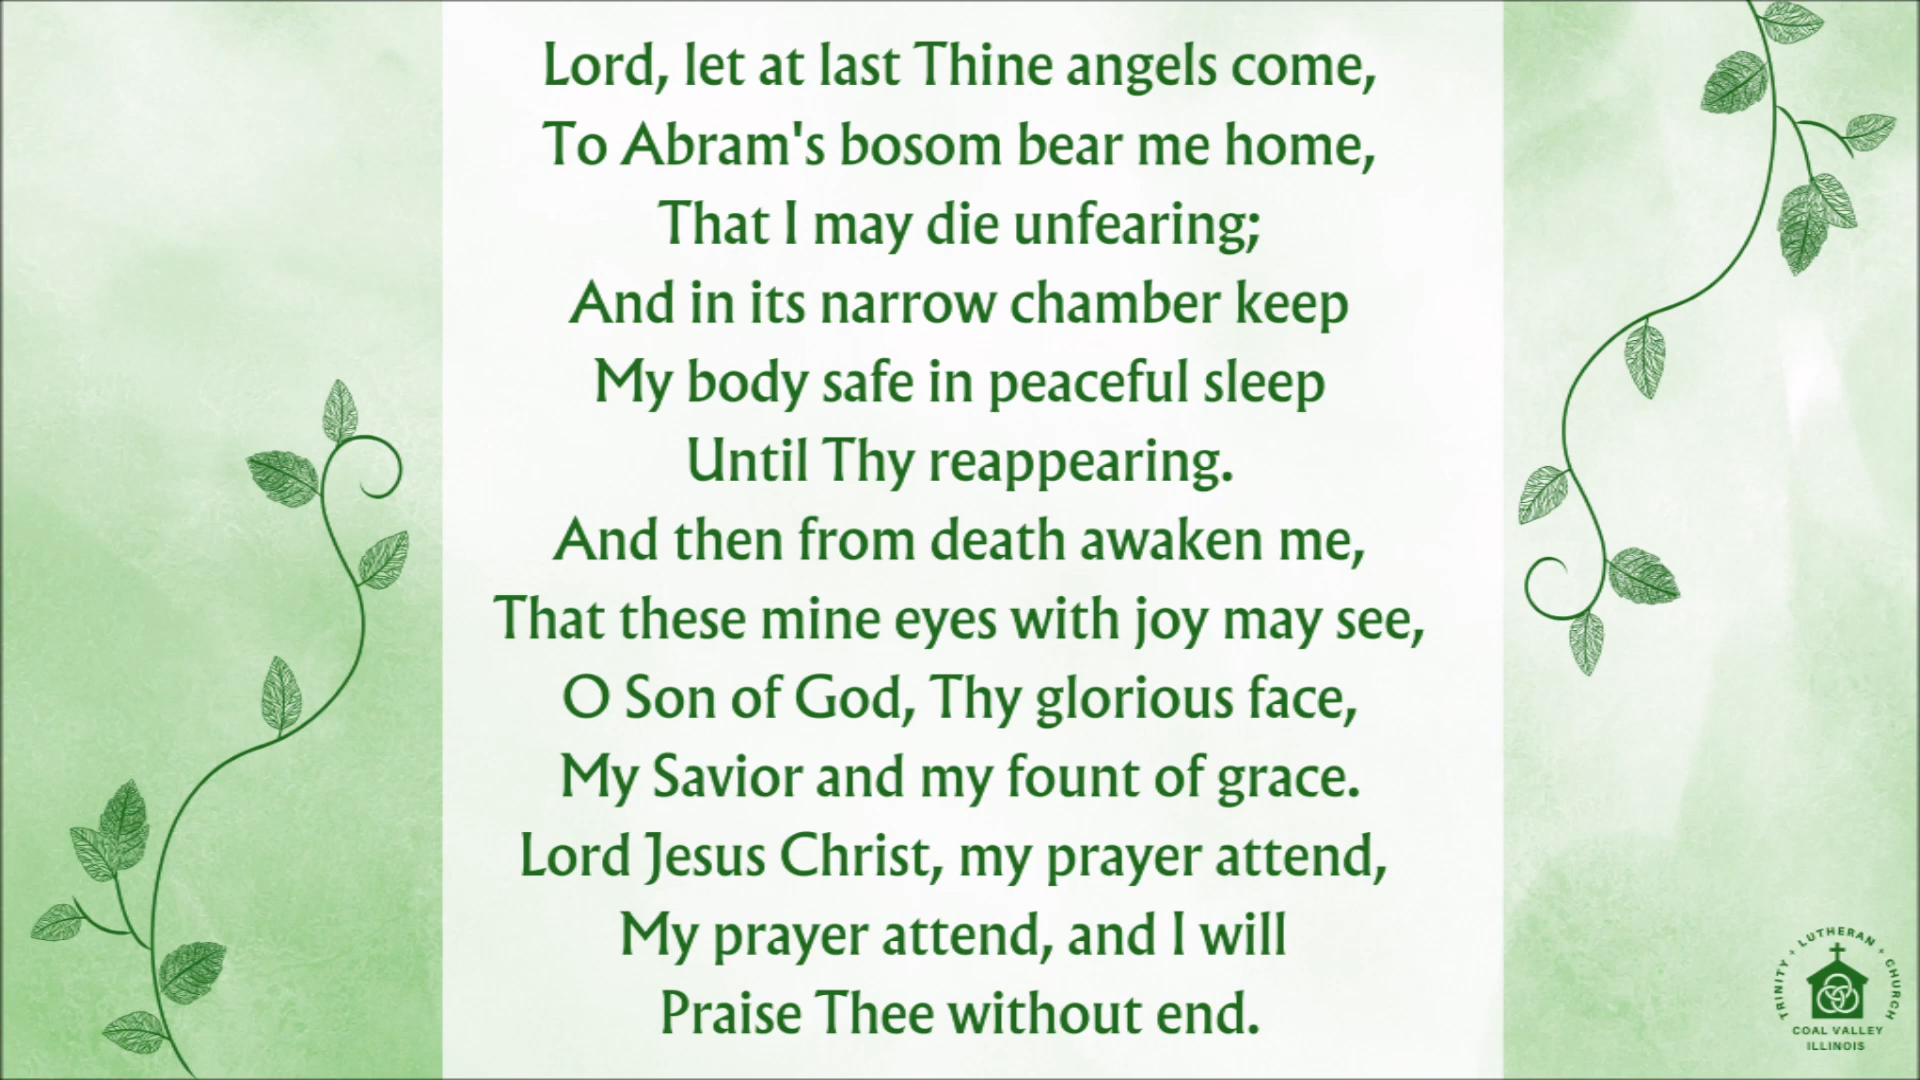 Lord, let at last Thine angels come,
To Abram's bosom bear me home,
That I may die unfearing;
And in its narrow chamber keep
My body safe in peaceful sleep
Until Thy reappearing.
And then from death awaken me,
That these mine eyes with joy may see,
O Son of God, Thy glorious face,
My Savior and my fount of grace.
Lord Jesus Christ, my prayer attend,
My prayer attend, and I will
Praise Thee without end.
TRINITY + LUTHERAN + CHURCH
COAL VALLEY
ILLINOIS